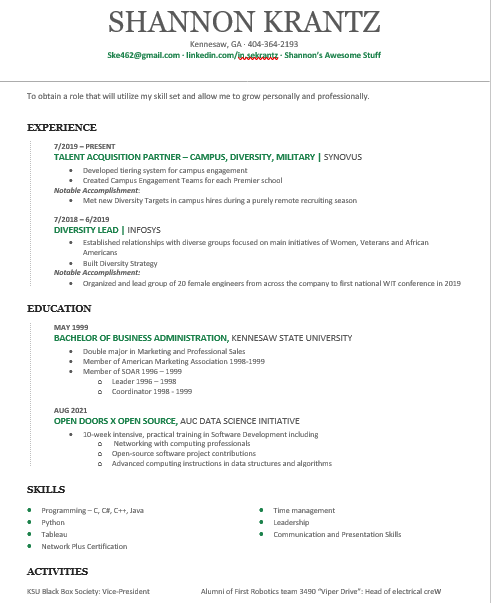 SHANNON KRANTZ
Kennesaw, GA · 404-364-2193
Ske462@gmail.com · linkedin.com/in.sekrantz · Shannon's Awesome Stuff
To obtain a role that will utilize my skill set and allow me to grow personally and professionally.
EXPERIENCE
7/2019 – PRESENT
TALENT ACQUISITION PARTNER – CAMPUS, DIVERSITY, MILITARY | SYNOVUS
• Developed tiering system for campus engagement
• Created Campus Engagement Teams for each Premier school
Notable Accomplishment:
• Met new Diversity Targets in campus hires during a purely remote recruiting season
7/2018 – 6/2019
DIVERSITY LEAD | INFOSYS
• Established relationships with diverse groups focused on main initiatives of Women, Veterans and African
Americans
• Built Diversity Strategy
Notable Accomplishment:
• Organized and lead group of 20 female engineers from across the company to first national WIT conference in 2019
EDUCATION
MAY 1999
BACHELOR OF BUSINESS ADMINISTRATION, KENNESAW STATE UNIVERSITY
• Double major in Marketing and Professional Sales
• Member of American Marketing Association 1998-1999
• Member of SOAR 1996 – 1999
o Leader 1996 – 1998
o Coordinator 1998 - 1999
AUG 2021
OPEN DOORS X OPEN SOURCE, AUC DATA SCIENCE INITIATIVE
• 10-week intensive, practical training in Software Development including
o Networking with computing professionals
o Open-source software project contributions
o Advanced computing instructions in data structures and algorithms
SKILLS
• Programming – C, C#, C++, Java
• Python
• Tableau
• Network Plus Certification
• Time management
• Leadership
• Communication and Presentation Skills
ACTIVITIES
KSU Black Box Society: Vice-President
Alumni of First Robotics team 3490 "Viper Drive": Head of electrical creW